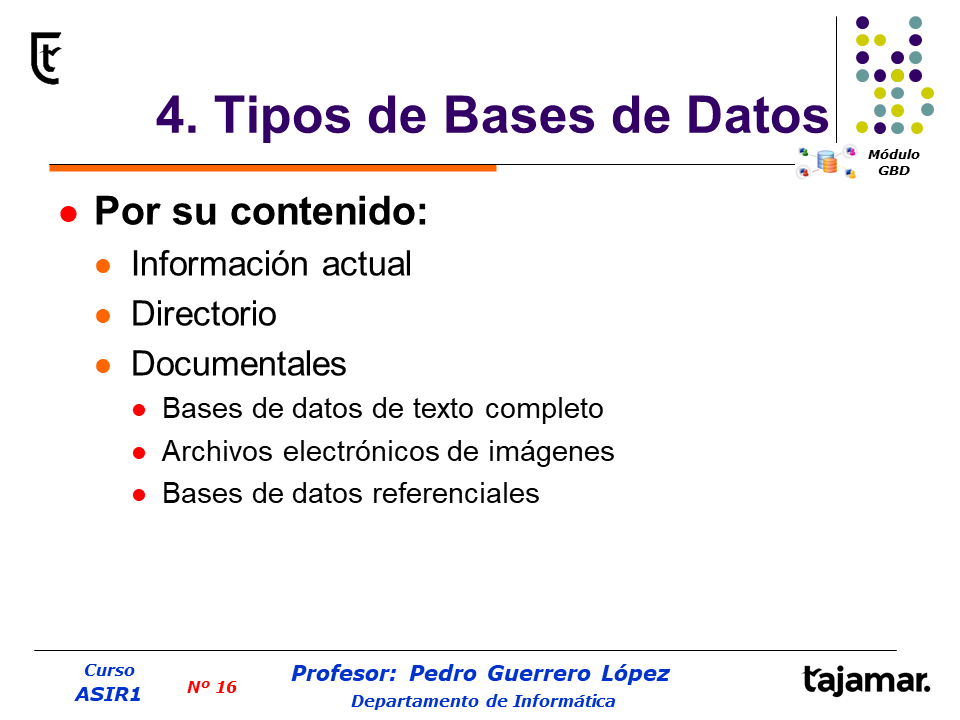 4. Tipos de Bases de Datos
Módulo
GBD
Por su contenido:
Información actual
Directorio
Documentales
Bases de datos de texto completo
Archivos electrónicos de imágenes
Bases de datos referenciales
Curso
ASIR1
Nº 16
Profesor: Pedro Guerrero López
Departamento de Informática
tajamar.